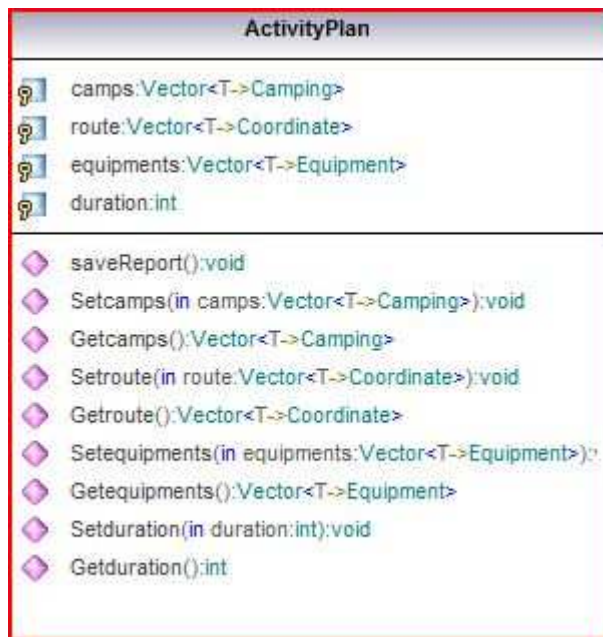 ActivityPlan
camps:Vector<T->Camping>
route:Vector<T->Coordinate>
equipments:Vector<T->Equipment>
duration:int
saveReport():void
Setcamps(in camps:Vector<T->Camping>):void
Getcamps():Vector<T->Camping>
Setroute(in route:Vector<T->Coordinate>):void
Getroute():Vector<T->Coordinate>
Setequipments(in equipments:Vector<T->Equipment>):
Getequipments():Vector<T->Equipment>
Setduration(in duration:int):void
Getduration():int